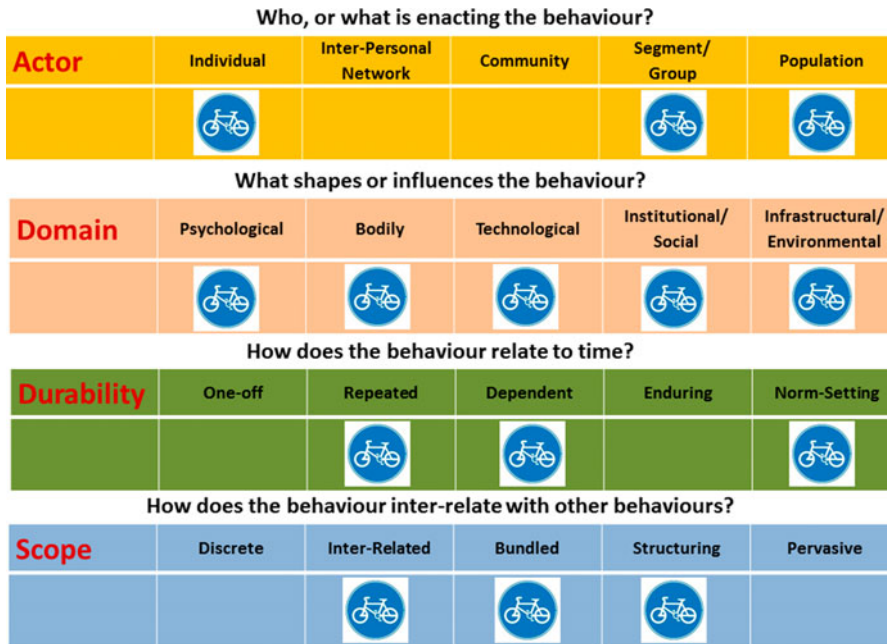 Who, or what is enacting the behaviour?
Actor Individual Inter-Personal Network Community Segment/ Group Population
What shapes or influences the behaviour?
Domain Psychological Bodily Technological Institutional/ Social Infrastructural/ Environmental
How does the behaviour relate to time?
Durability One-off Repeated Dependent Enduring Norm-Setting
How does the behaviour inter-relate with other behaviours?
Scope Discrete Inter-Related Bundled Structuring Pervasive